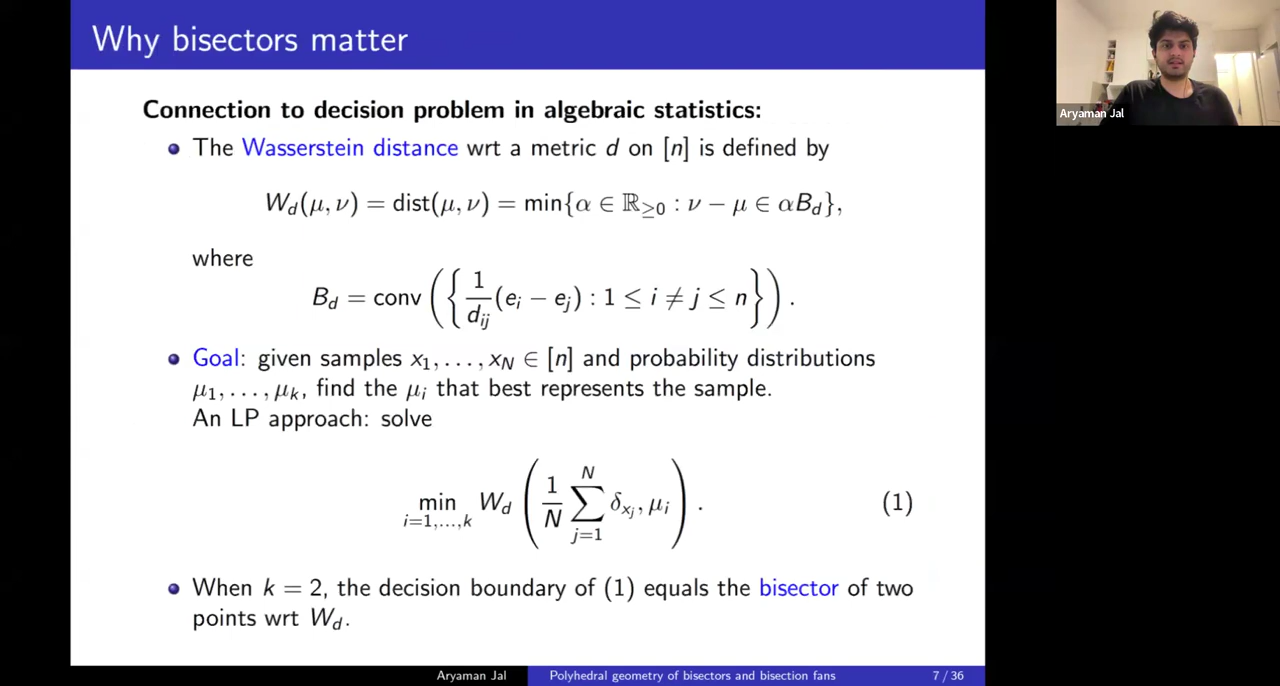 Why bisectors matter
Connection to decision problem in algebraic statistics:
• The Wasserstein distance wrt a metric d on [n] is defined by
W_d(μ, ν) = dist(μ, ν) = min{α ∈ ℝ_{≥0} : ν − μ ∈ αB_d},
where
B_d = conv({1/d_{ij} (e_i − e_j) : 1 ≤ i ≠ j ≤ n}).
• Goal: given samples x_1, . . . , x_N ∈ [n] and probability distributions
μ_1, . . . , μ_k, find the μ_i that best represents the sample.
An LP approach: solve
min_{i=1,...,k} W_d (1/N ∑_{j=1}^{N} δ_{x_j}, μ_i). (1)
• When k = 2, the decision boundary of (1) equals the bisector of two
points wrt W_d.
Aryaman Jal Polyhedral geometry of bisectors and bisection fans 7 / 36
Aryaman Jal